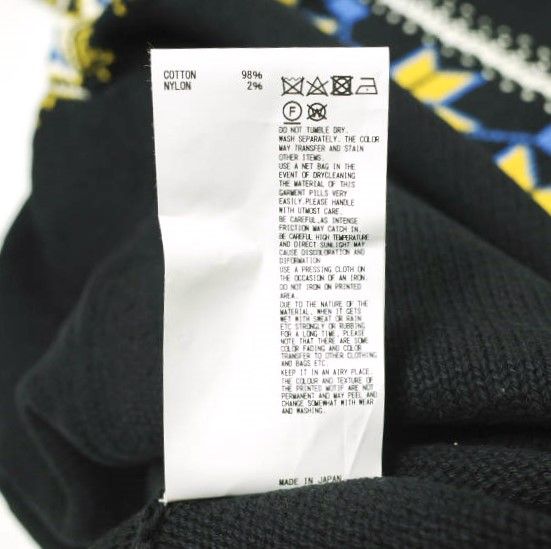 COTTON 98%
NYLON 2%
F
W
DO NOT TUMBLE DRY.
WASH SEPARATELY. THE COLOR
MAY TRANSFER AND STAIN
OTHER ITEMS.
USE A NET BAG IN THE
EVENT OF DRYCLEANING
THE MATERIAL OF THIS
GARMENT PILLS VERY
EASILY.PLEASE HANDLE
WITH UTMOST CARE.
BE CAREFUL,AS INTENSE
FRICTION MAY CATCH IN.
BE CAREFUL HIGH TEMPERATURE
AND DIRECT SUNLIGHT MAY
CAUSE DISCOLORATION AND
DIFORMATION
USE A PRESSING CLOTH ON
THE OCCASION OF AN IRON.
DO NOT IRON ON PRINTED
AREA.
DUE TO THE NATURE OF THE
MATERIAL, WHEN IT GETS
WET WITH SWEAT OR RAIN
ETC STRONGLY OR RUBBING
FOR A LONG TIME, PLEASE
NOTE THAT THERE ARE SOME
COLOR FADING AND COLOR
TRANSFER TO OTHER CLOTHING
AND BAGS ETC.
KEEP IT IN AN AIRY PLACE.
THE COLOUR AND TEXTURE OF
THE PRINTED MOTIF ARE NOT
PERMANENT AND MAY PEEL AND
CHANGE SOMEWHAT WITH WEAR
AND WASHING.
MADE IN JAPAN